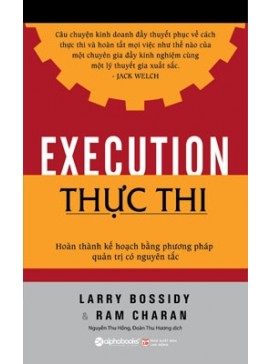 Câu chuyện kinh doanh đầy thuyết phục về cách
thực thi và hoàn tất mọi việc như thế nào của
một chuyên gia đầy kinh nghiệm cùng
một lý thuyết gia xuất sắc.
- JACK WELCH
EXECUTION
THỰC THI
Hoàn thành kế hoạch bằng phương pháp
quản trị có nguyên tắc
LARRY BOSSIDY
& RAM CHARAN
Nguyễn Thu Hồng, Đoàn Thu Hương dịch
alphabooks